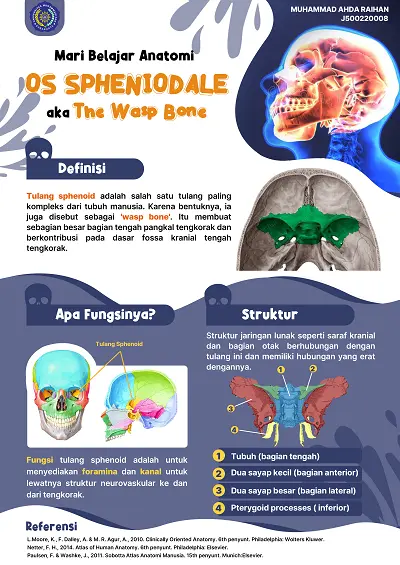 MUHAMMAD AHDA RAIHAN
J500220008
Mari Belajar Anatomi
OS SPHENIODALE
aka The Wasp Bone
Definisi
Tulang sphenoid adalah salah satu tulang paling
kompleks dari tubuh manusia. Karena bentuknya, ia
juga disebut sebagai 'wasp bone'. Itu membuat
sebagian besar bagian tengah pangkal tengkorak dan
berkontribusi pada dasar fossa kranial tengah
tengkorak.
Apa Fungsinya?
Tulang Sphenoid
Fungsi tulang sphenoid adalah untuk
menyediakan foramina dan kanal untuk
lewatnya struktur neurovaskular ke dan
dari tengkorak.
Struktur
Struktur jaringan lunak seperti saraf kranial
dan bagian otak berhubungan dengan
tulang ini dan memiliki hubungan yang erat
dengannya.
1
2
3
4
1 Tubuh (bagian tengah)
2 Dua sayap kecil (bagian anterior)
3 Dua sayap besar (bagian lateral)
4 Pterygoid processes ( inferior)
Referensi
L.Moore, K., F. Dalley, A. & M. R. Agur, A., 2010. Clinically Oriented Anatomy. 6th penyunt. Philadelphia: Wolters Kluwer.
Netter, F. H., 2014. Atlas of Human Anatomy. 6th penyunt. Philadelphia: Elsevier.
Paulsen, F. & Washke, J., 2011. Sobotta Atlas Anatomi Manusia. 15th penyunt. Munich:Elsevier.